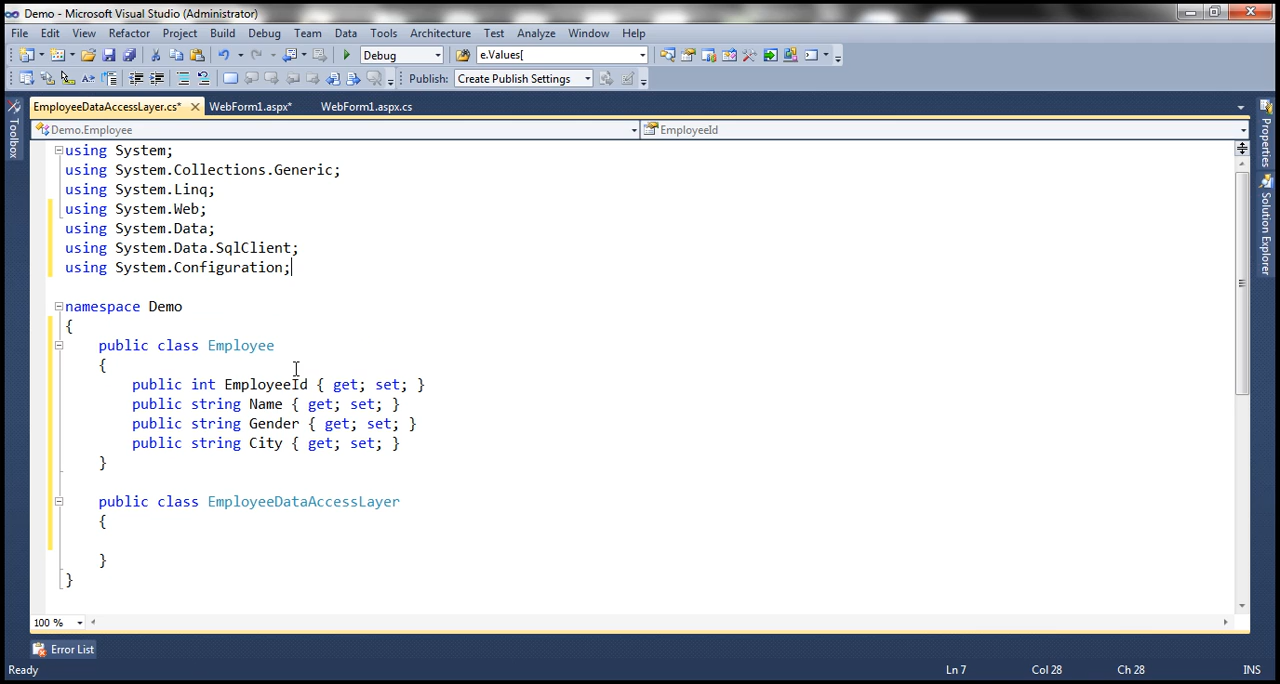 Demo - Microsoft Visual Studio (Administrator)
File Edit View Refactor Project Build Debug Team Data Tools Architecture Test Analyze Window Help
Debug e.Values[
Publish: Create Publish Settings
EmployeeDataAccessLayer.cs* WebForm1.aspx* WebForm1.aspx.cs
Demo.Employee EmployeeId
using System;
using System.Collections.Generic;
using System.Linq;
using System.Web;
using System.Data;
using System.Data.SqlClient;
using System.Configuration;
namespace Demo
{
public class Employee
{
public int EmployeeId { get; set; }
public string Name { get; set; }
public string Gender { get; set; }
public string City { get; set; }
}
public class EmployeeDataAccessLayer
{
}
}
100 %
Error List
Ready Ln 7 Col 28 Ch 28 INS
Toolbox
Properties
Solution Explorer